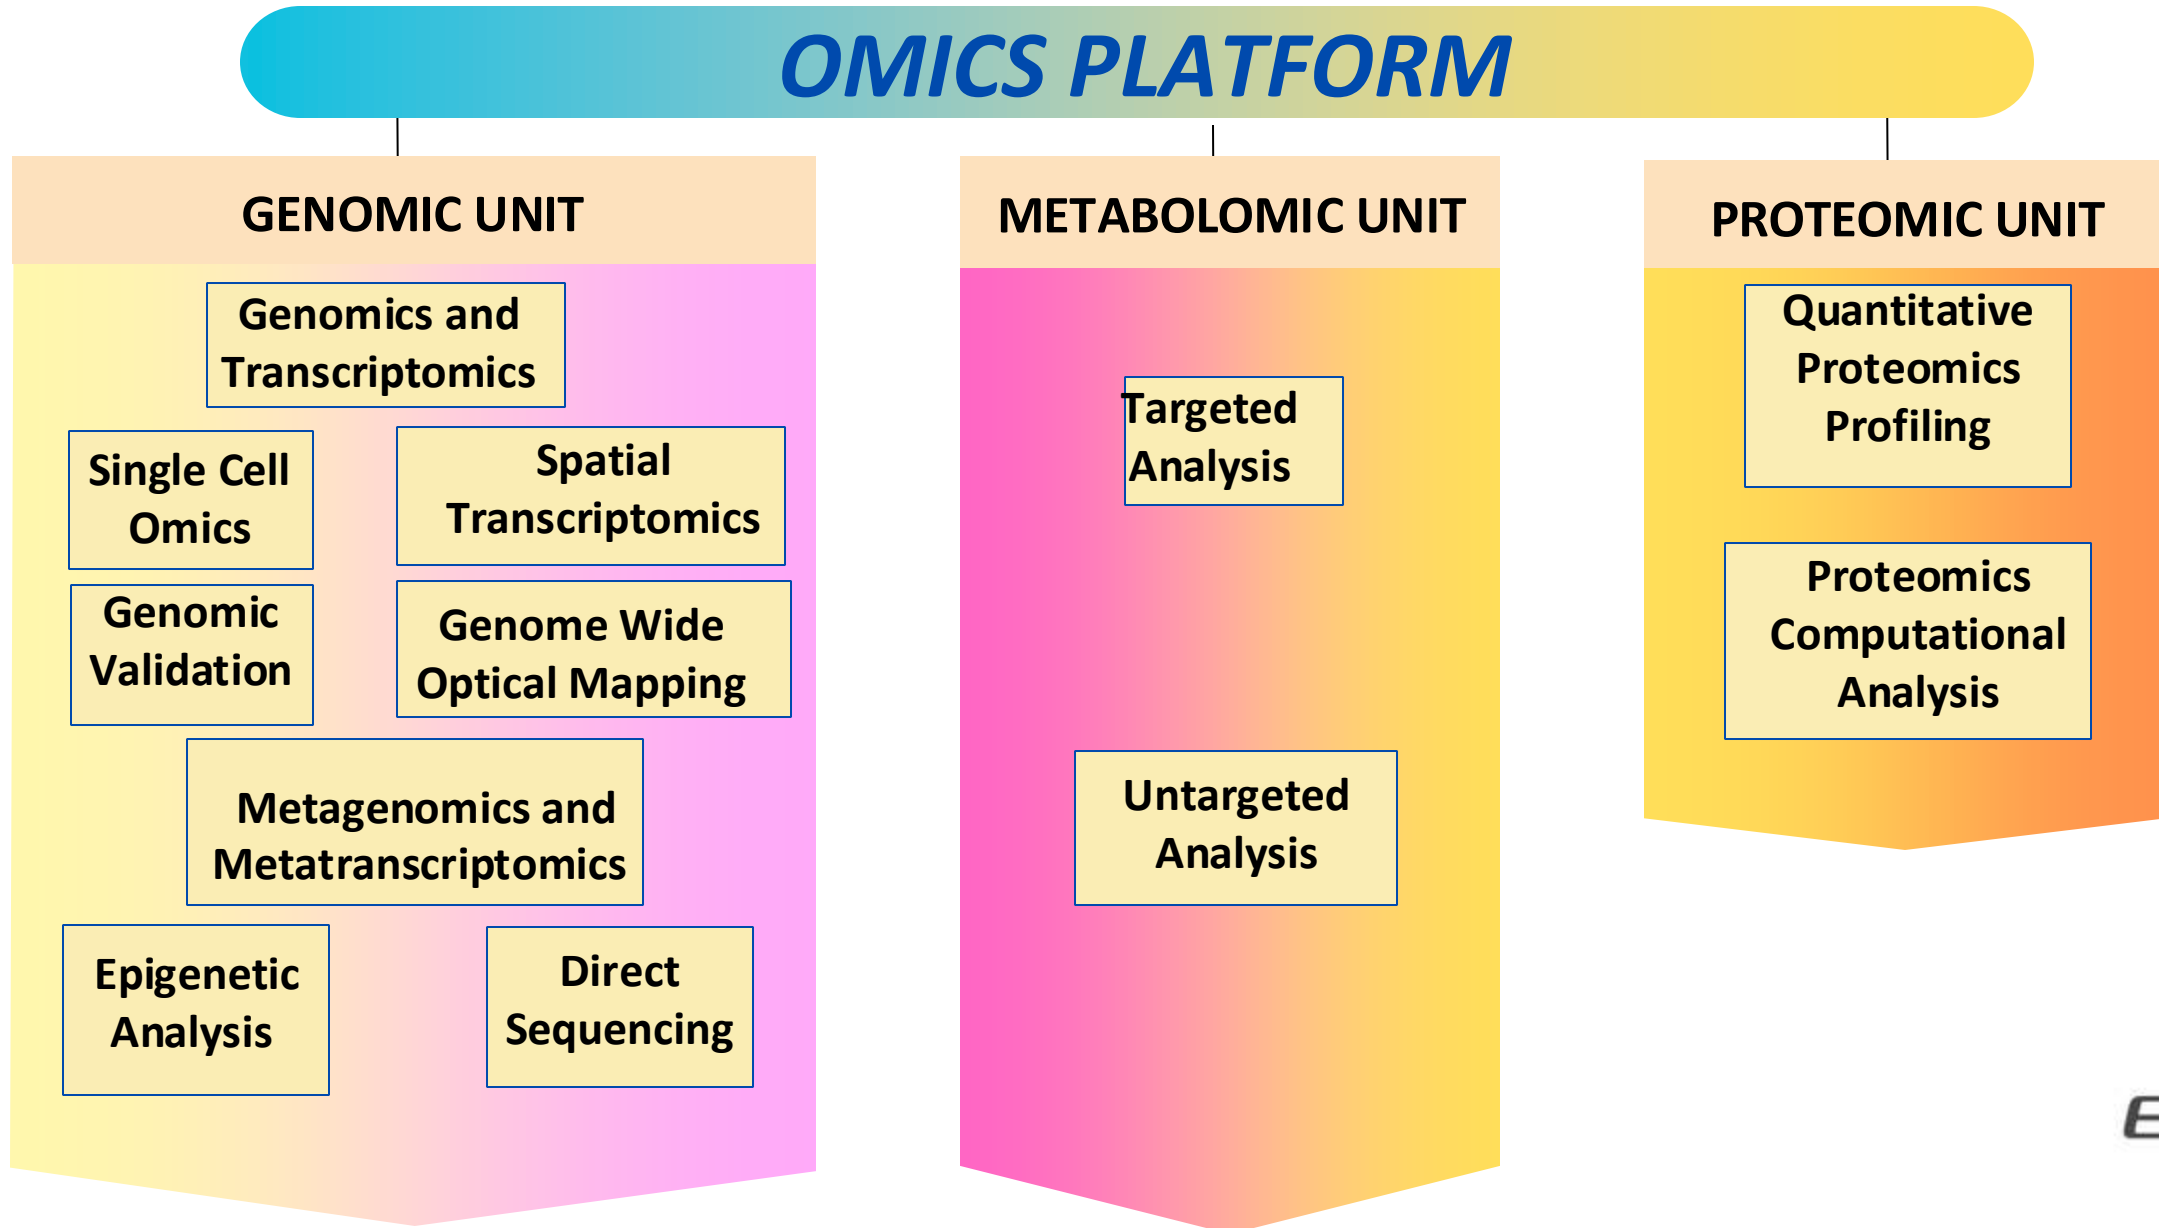 OMICS PLATFORM
GENOMIC UNIT
Genomics and
Transcriptomics
Single Cell
Omics
Spatial
Transcriptomics
Genomic
Validation
Genome Wide
Optical Mapping
Metagenomics and
Metatranscriptomics
Epigenetic
Analysis
Direct
Sequencing
METABOLOMIC UNIT
Targeted
Analysis
Untargeted
Analysis
PROTEOMIC UNIT
Quantitative
Proteomics
Profiling
Proteomics
Computational
Analysis